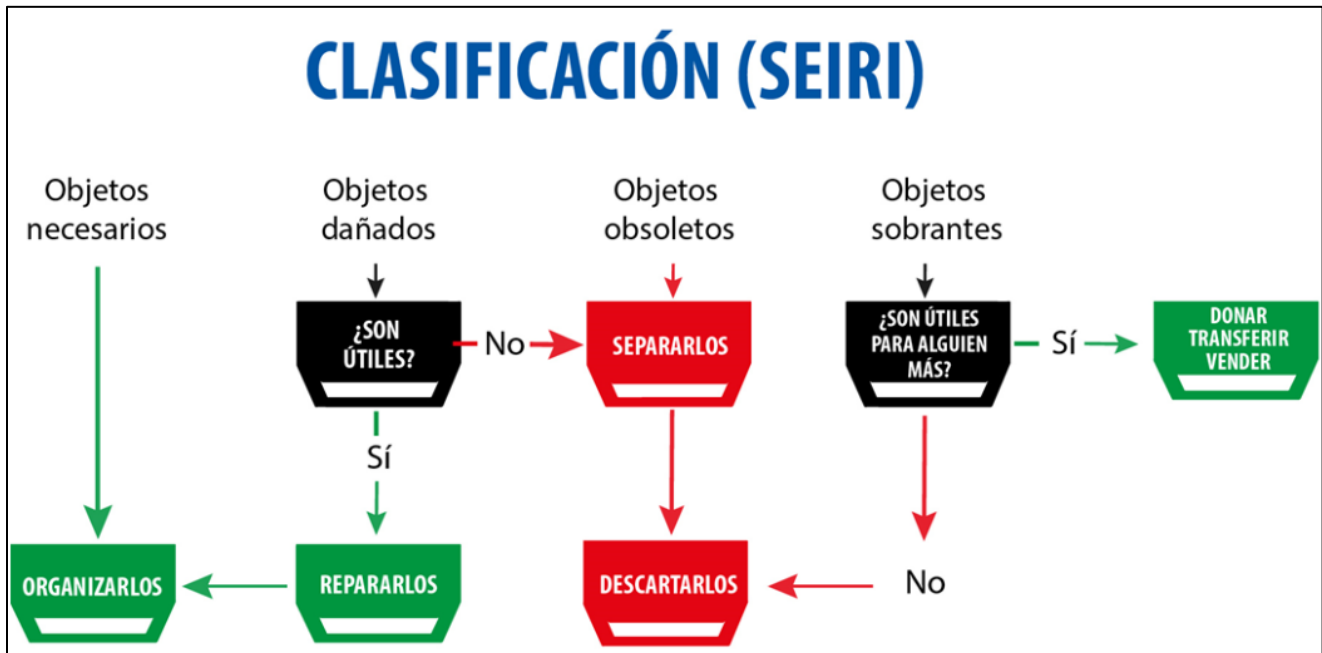 CLASIFICACIÓN (SEIRI)
Objetos
necesarios
Objetos
dañados
Objetos
obsoletos
Objetos
sobrantes
¿SON
ÚTILES?
No
SEPARARLOS
¿SON ÚTILES
PARA ALGUIEN
MÁS?
Sí
DONAR
TRANSFERIR
VENDER
Sí
ORGANIZARLOS
REPARARLOS
DESCARTARLOS
No